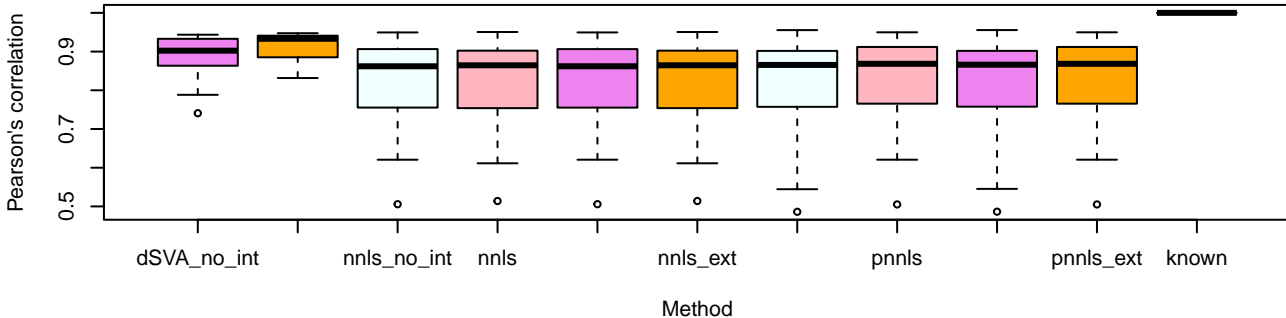 Pearson's correlation
0.9
0.7
0.5
dSVA_no_int nnls_no_int nnls nnls_ext pnnls pnnls_ext known
Method